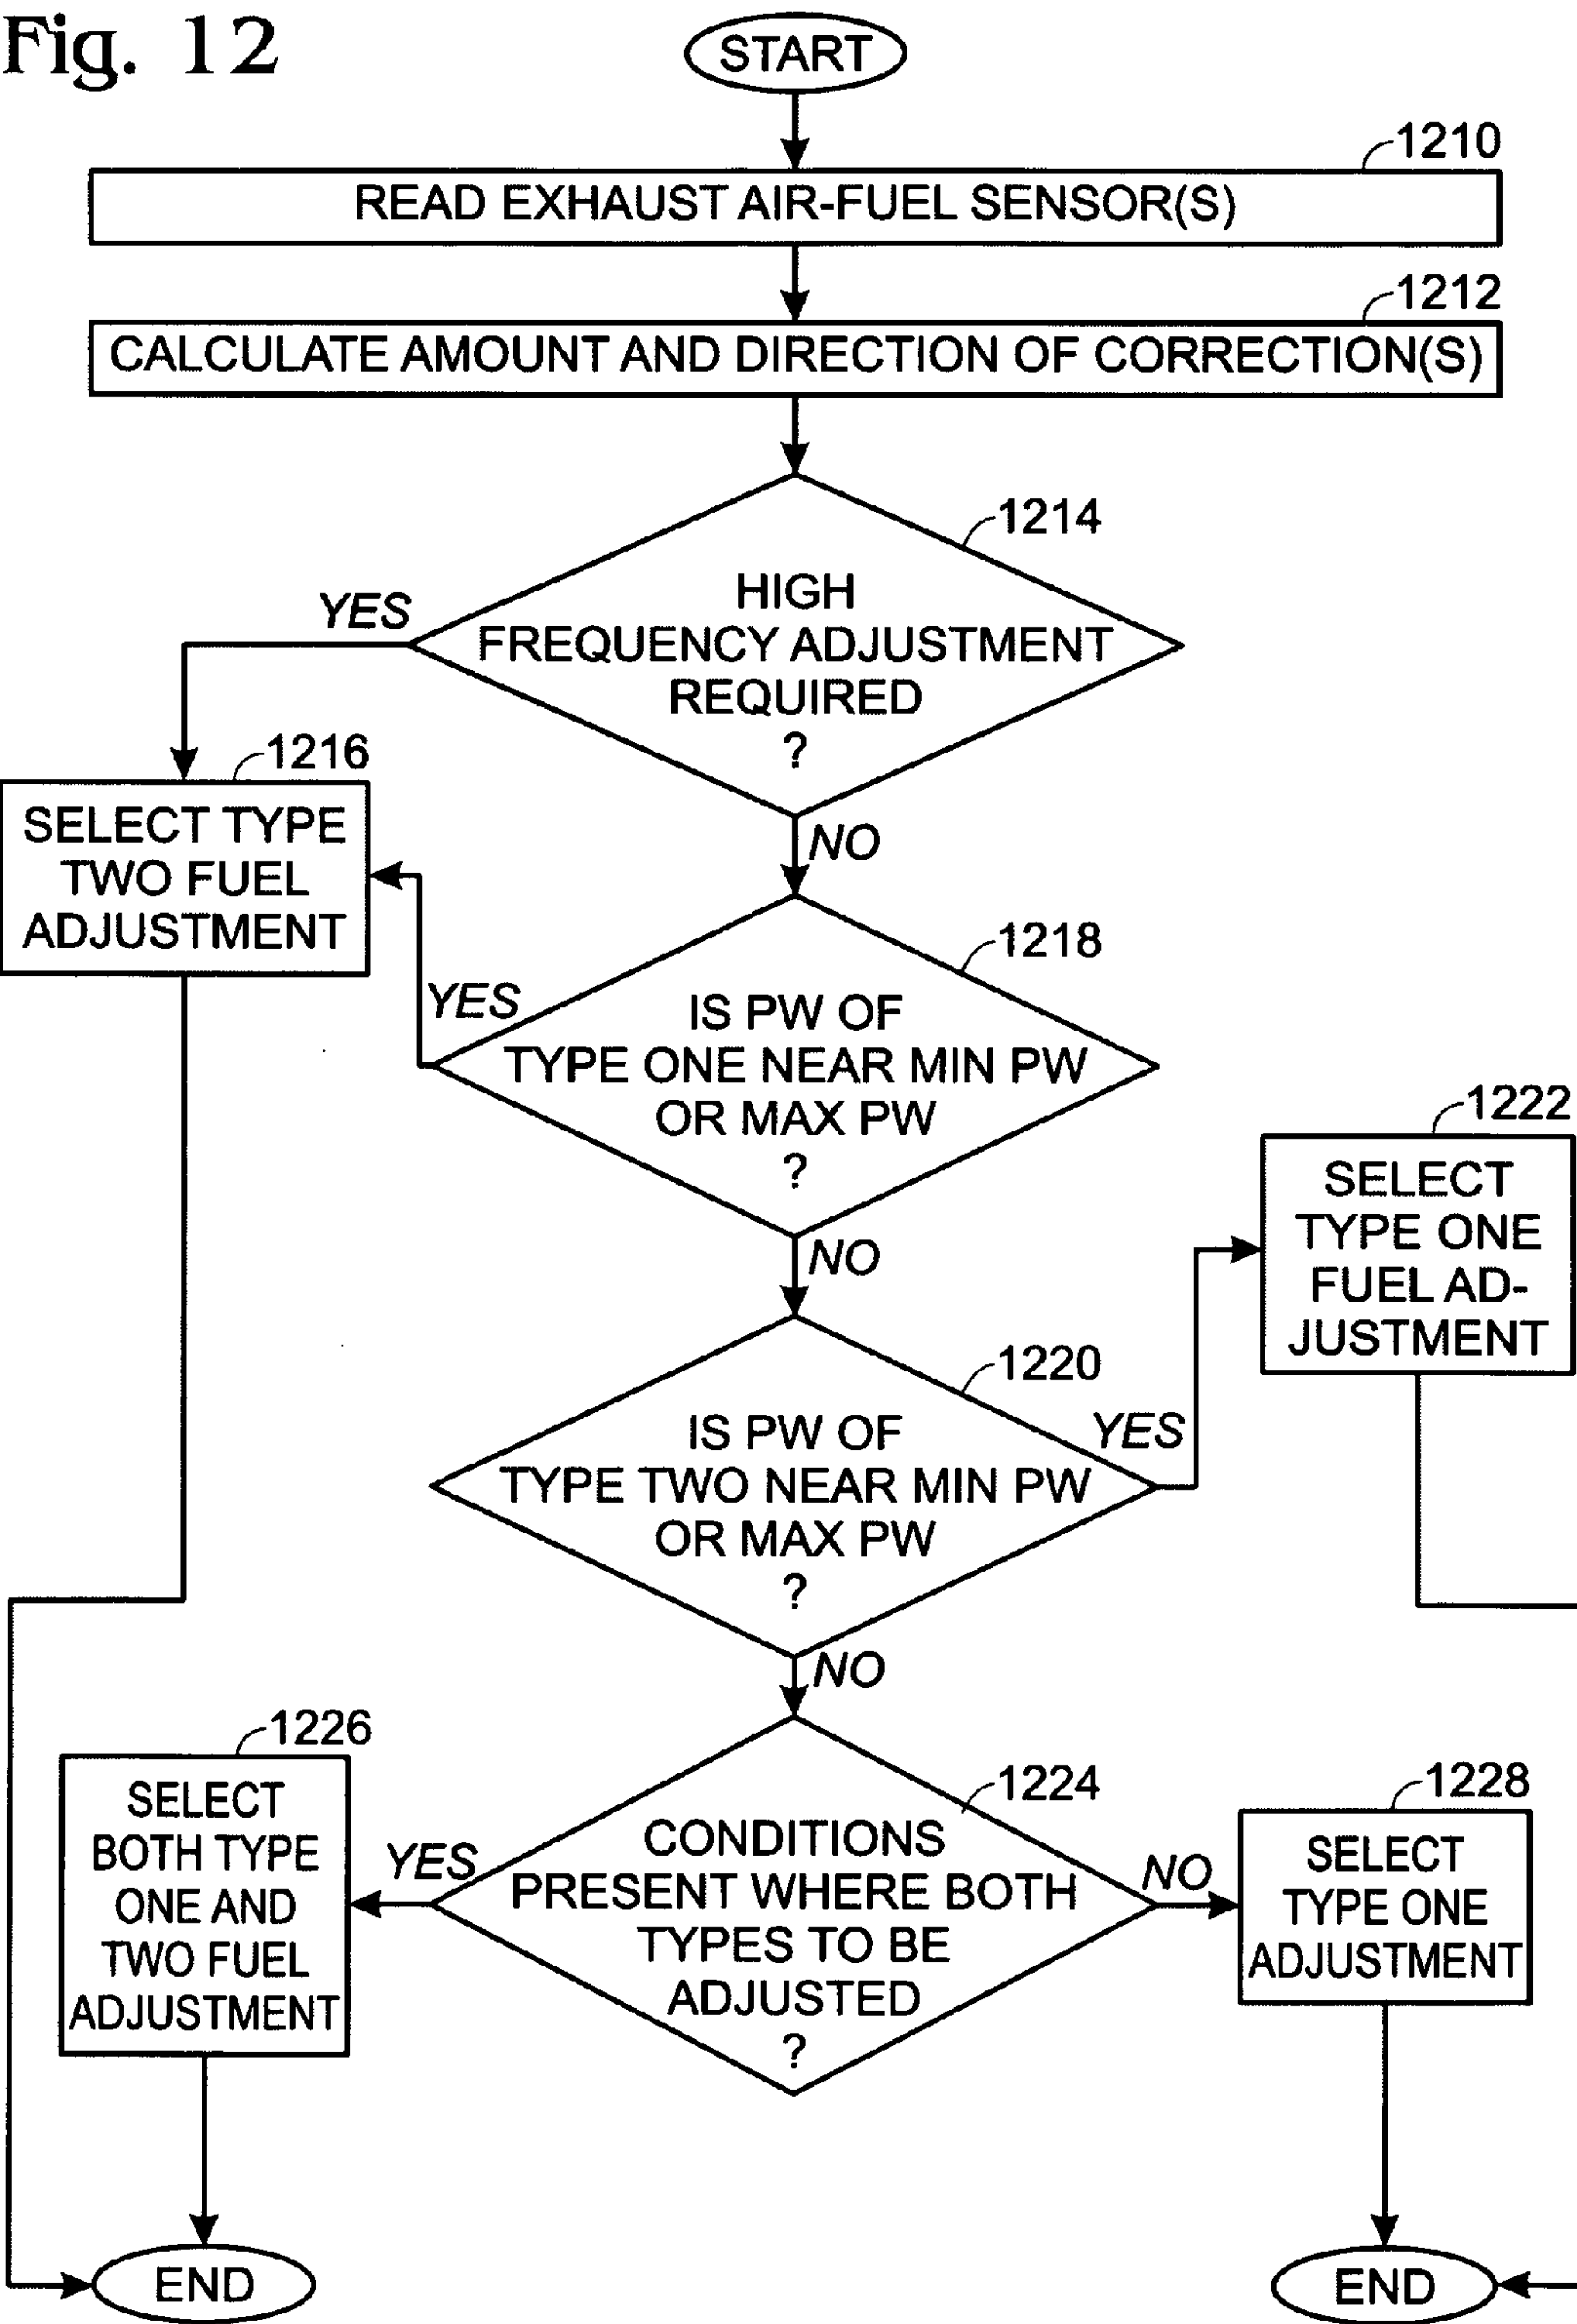 Fig. 12
START
1210
READ EXHAUST AIR-FUEL SENSOR(S)
1212
CALCULATE AMOUNT AND DIRECTION OF CORRECTION(S)
1214
HIGH
FREQUENCY ADJUSTMENT
REQUIRED
?
YES
NO
1216
SELECT TYPE
TWO FUEL
ADJUSTMENT
1218
IS PW OF
TYPE ONE NEAR MIN PW
OR MAX PW
?
YES
NO
1220
IS PW OF
TYPE TWO NEAR MIN PW
OR MAX PW
?
YES
NO
1222
SELECT
TYPE ONE
FUEL AD-
JUSTMENT
1224
CONDITIONS
PRESENT WHERE BOTH
TYPES TO BE
ADJUSTED
?
YES
NO
1226
SELECT
BOTH TYPE
ONE AND
TWO FUEL
ADJUSTMENT
1228
SELECT
TYPE ONE
ADJUSTMENT
END
END